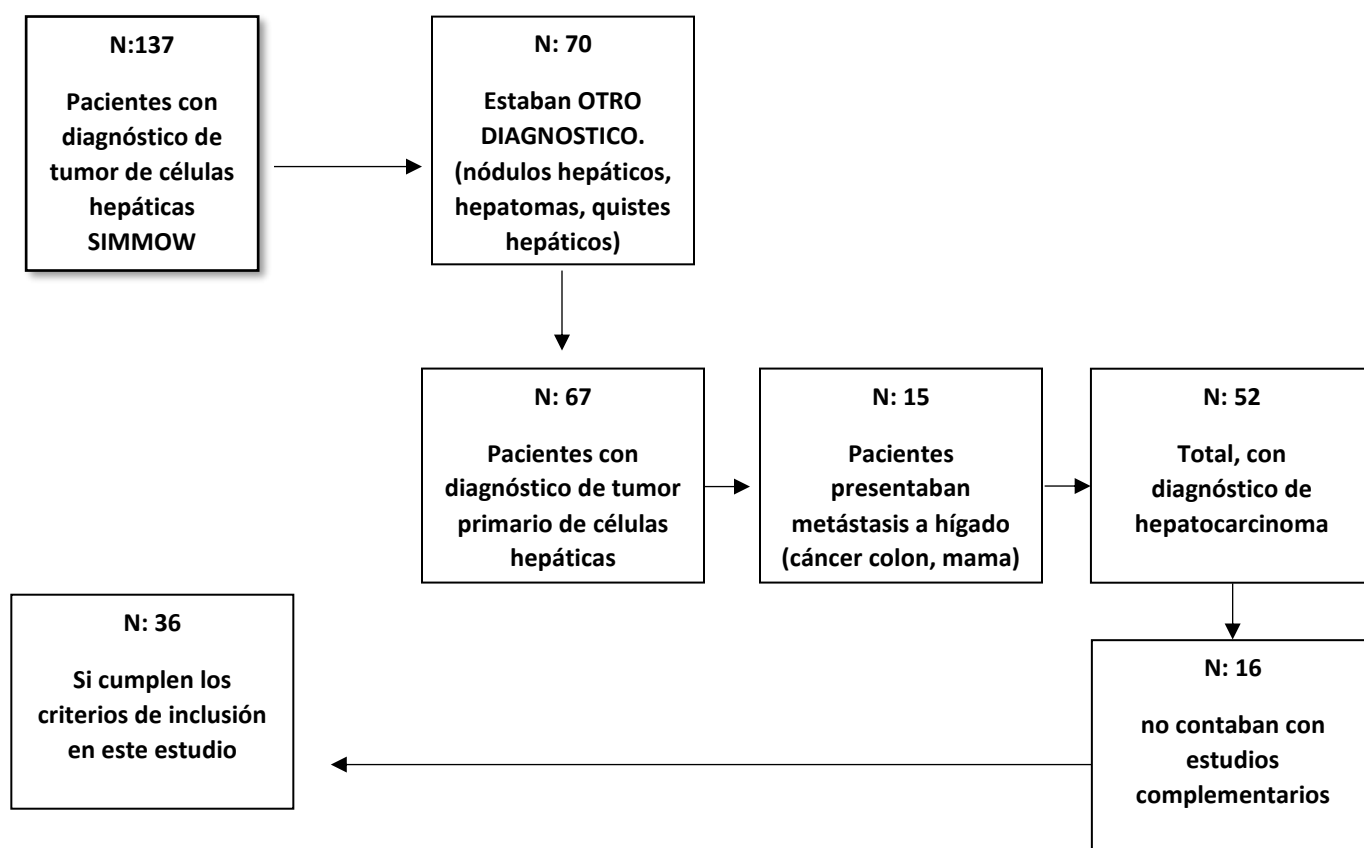 N:137
Pacientes con
diagnóstico de
tumor de células
hepáticas
SIMMOW
N: 70
Estaban OTRO
DIAGNOSTICO.
(nódulos hepáticos,
hepatomas, quistes
hepáticos)
N: 67
Pacientes con
diagnóstico de tumor
primario de células
hepáticas
N: 15
Pacientes
presentaban
metástasis a hígado
(cáncer colon, mama)
N: 52
Total, con
diagnóstico de
hepatocarcinoma
N: 16
no contaban con
estudios
complementarios
N: 36
Si cumplen los
criterios de inclusión
en este estudio